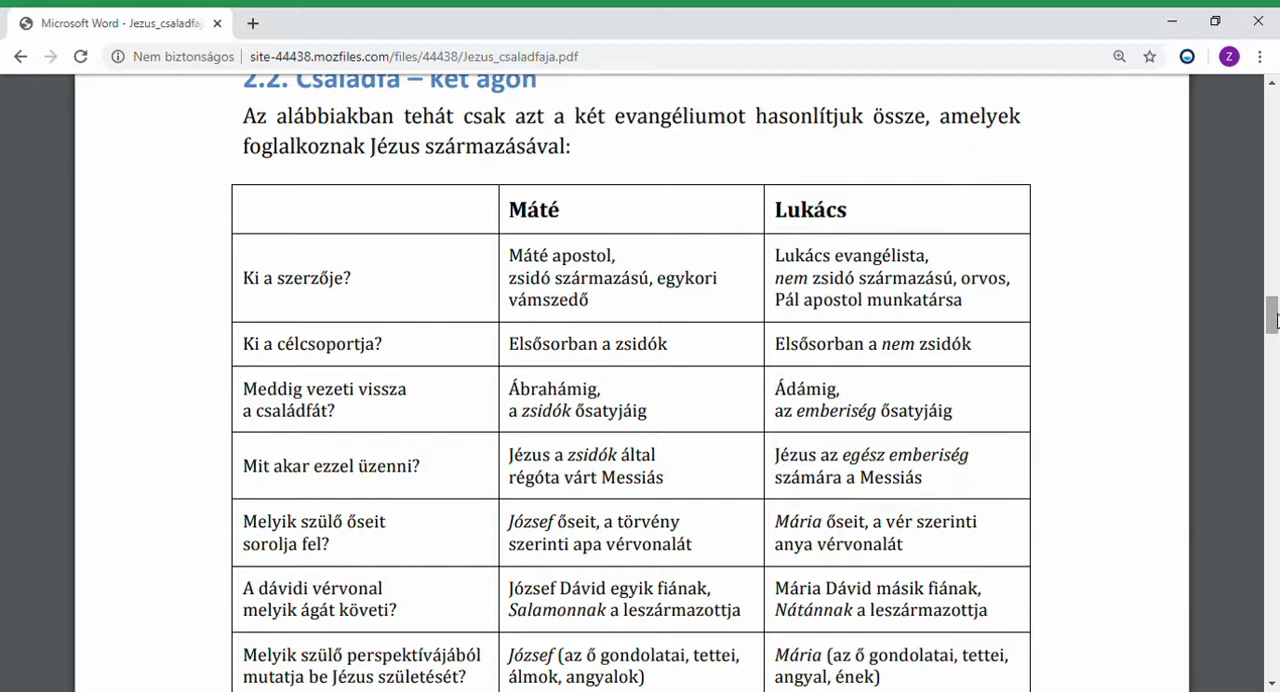 Microsoft Word - Jezus_csaladfa
Nem biztonságos
site-44438.mozfiles.com/files/44438/Jezus_csaladfaja.pdf
Z
2.2. Családfa – két ágon
Az alábbiakban tehát csak azt a két evangéliumot hasonlítjuk össze, amelyek
foglalkoznak Jézus származásával:
Máté
Lukács
Ki a szerzője?
Máté apostol,
zsidó származású, egykori
vámszedő
Lukács evangélista,
nem zsidó származású, orvos,
Pál apostol munkatársa
Ki a célcsoportja?
Elsősorban a zsidók
Elsősorban a nem zsidók
Meddig vezeti vissza
a családfát?
Ábrahámig,
a zsidók ősatyjáig
Ádámig,
az emberiség ősatyjáig
Mit akar ezzel üzenni?
Jézus a zsidók által
régóta várt Messiás
Jézus az egész emberiség
számára a Messiás
Melyik szülő őseit
sorolja fel?
József őseit, a törvény
szerinti apa vérvonalát
Mária őseit, a vér szerinti
anya vérvonalát
A dávidi vérvonal
melyik ágát követi?
József Dávid egyik fiának,
Salamonnak a leszármazottja
Mária Dávid másik fiának,
Nátánnak a leszármazottja
Melyik szülő perspektívájából
mutatja be Jézus születését?
József (az ő gondolatai, tettei,
álmok, angyalok)
Mária (az ő gondolatai, tettei,
angyal, ének)